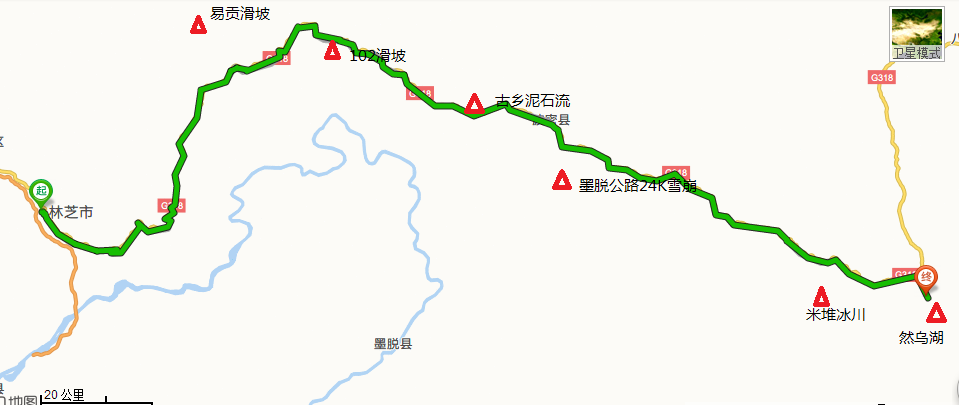 易贡滑坡
102滑坡
卫星模式
G318
G318
古乡泥石流
波密县
墨脱公路24K雪崩
起
林芝市
终
米堆冰川
然乌湖
墨脱县
20 公里
地图